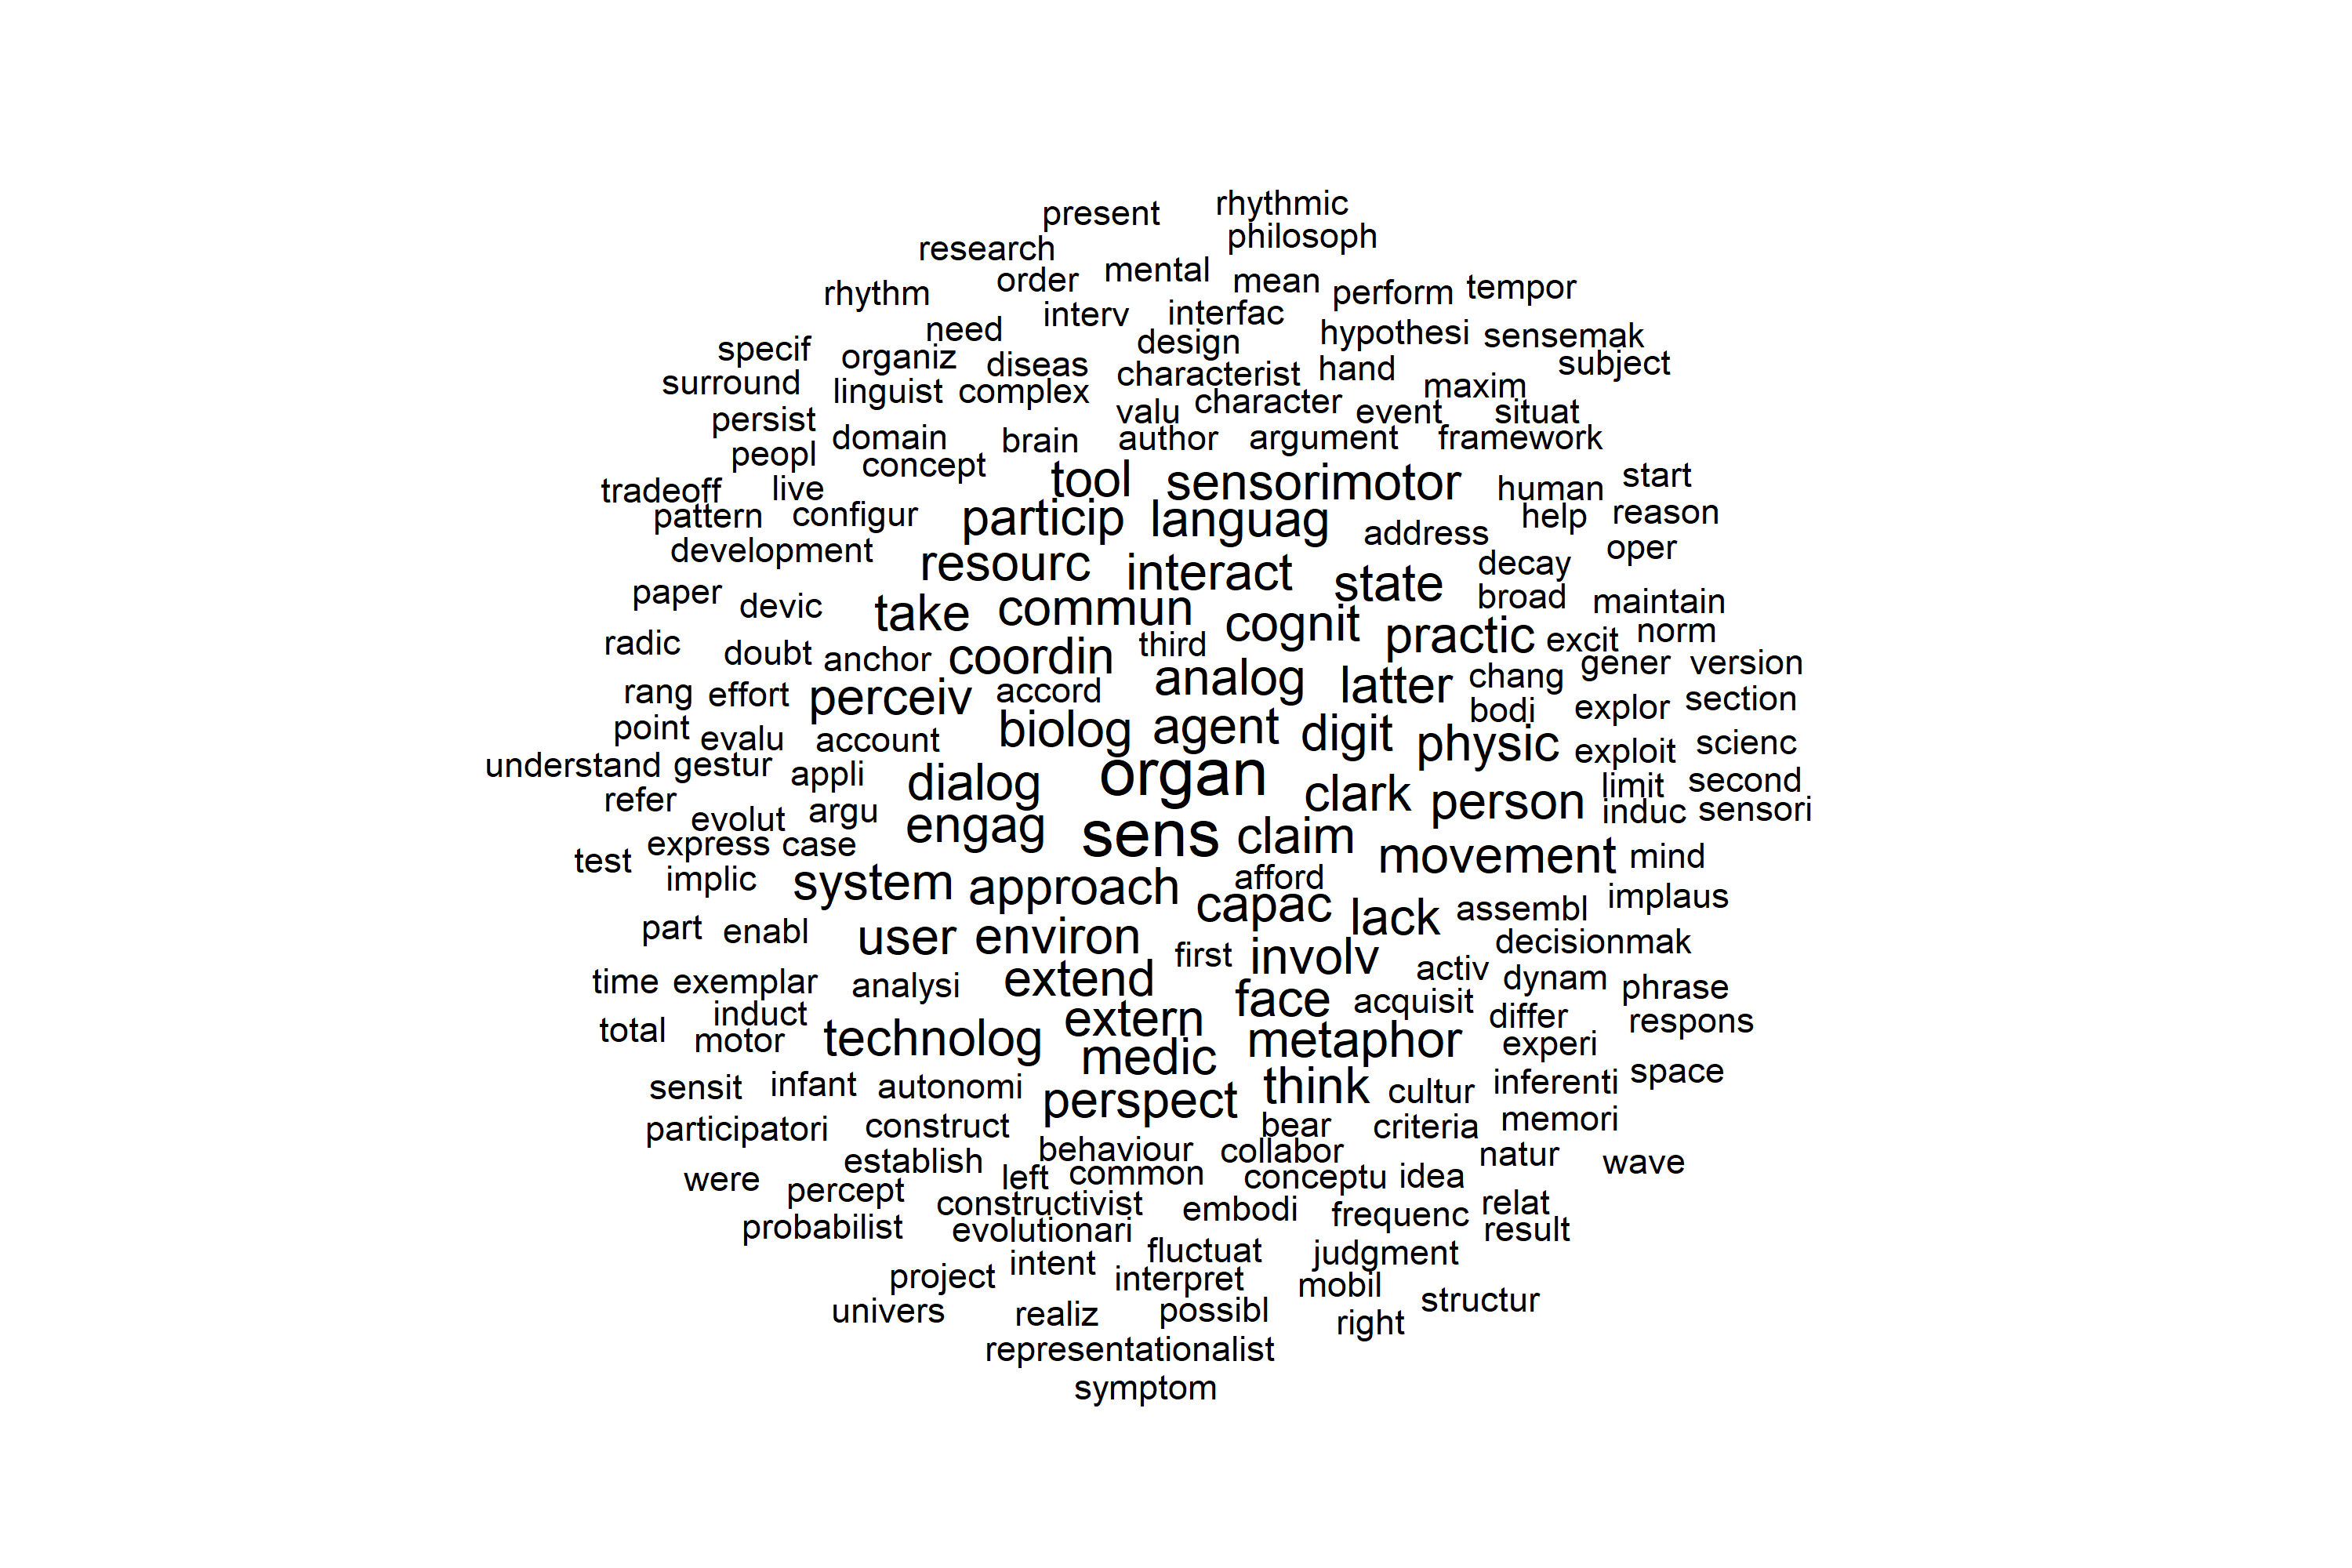 present rhythmic
research philosoph
order mental mean perform tempor
rhythm interv interfac
need design hypothesi sensemak
specif organiz diseas characterist hand subject
surround linguist complex character maxim
persist valu event situat
peopl domain brain author argument framework
concept tool sensorimotor human start
tradeoff live
pattern configur particip languag address help reason
development resourc interact state decay oper
paper devic take commun cognit broad maintain
radic doubt anchor coordin third practic excit norm
rang effort perceiv accord analog latter chang gener version
point evalu account biolog agent digit bodi explor section
understand gestur appli dialog organ physic exploit scienc
refer evolut argu engag clark person limit second
induc sensori
test express case sens claim movement mind
implic system approach afford implaus
part enabl user environ capac lack assembl
first involv decisionmak
time exemplar analysi extend activ dynam phrase
total induct extern face acquisit differ respons
motor technolog medic metaphor experi
sensit infant autonomi perspect think cultur inferenti space
participatori construct bear criteria memori
were establish behaviour collabor natur wave
percept left common conceptu idea
probabilist constructivist embodi frequenc relat
evolutionari fluctuat judgment result
project intent interpret mobil structur
univers realiz possibl right
representationalist
symptom